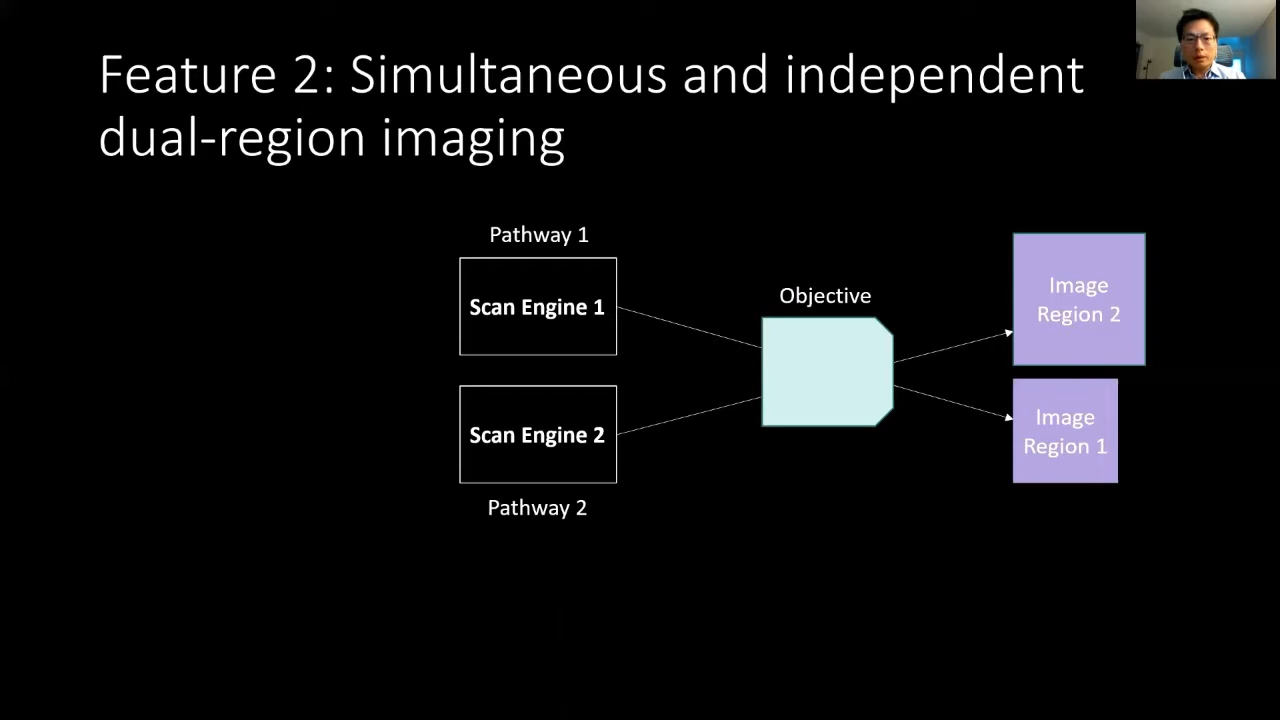 Feature 2: Simultaneous and independent
dual-region imaging
Pathway 1
Scan Engine 1
Scan Engine 2
Pathway 2
Objective
Image
Region 2
Image
Region 1